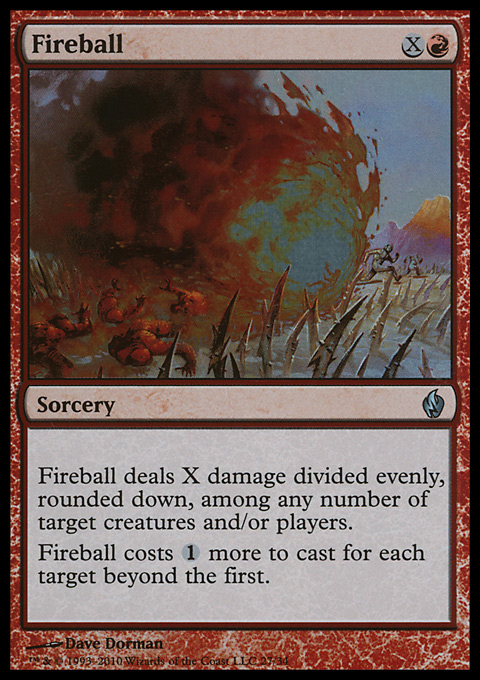 Fireball X
Sorcery
Fireball deals X damage divided evenly,
rounded down, among any number of
target creatures and/or players.
Fireball costs 1 more to cast for each
target beyond the first.
Dave Dorman
™ & © 1993–2010 Wizards of the Coast LLC 27/34